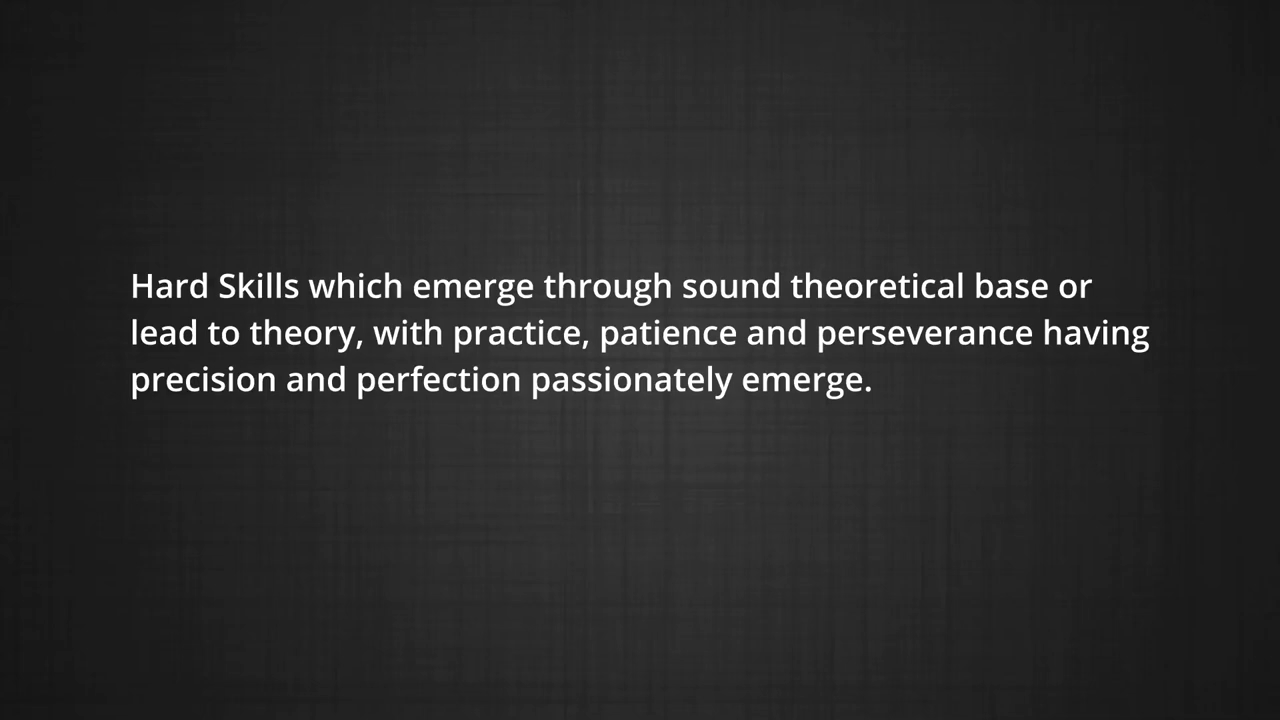 Hard Skills which emerge through sound theoretical base or
lead to theory, with practice, patience and perseverance having
precision and perfection passionately emerge.